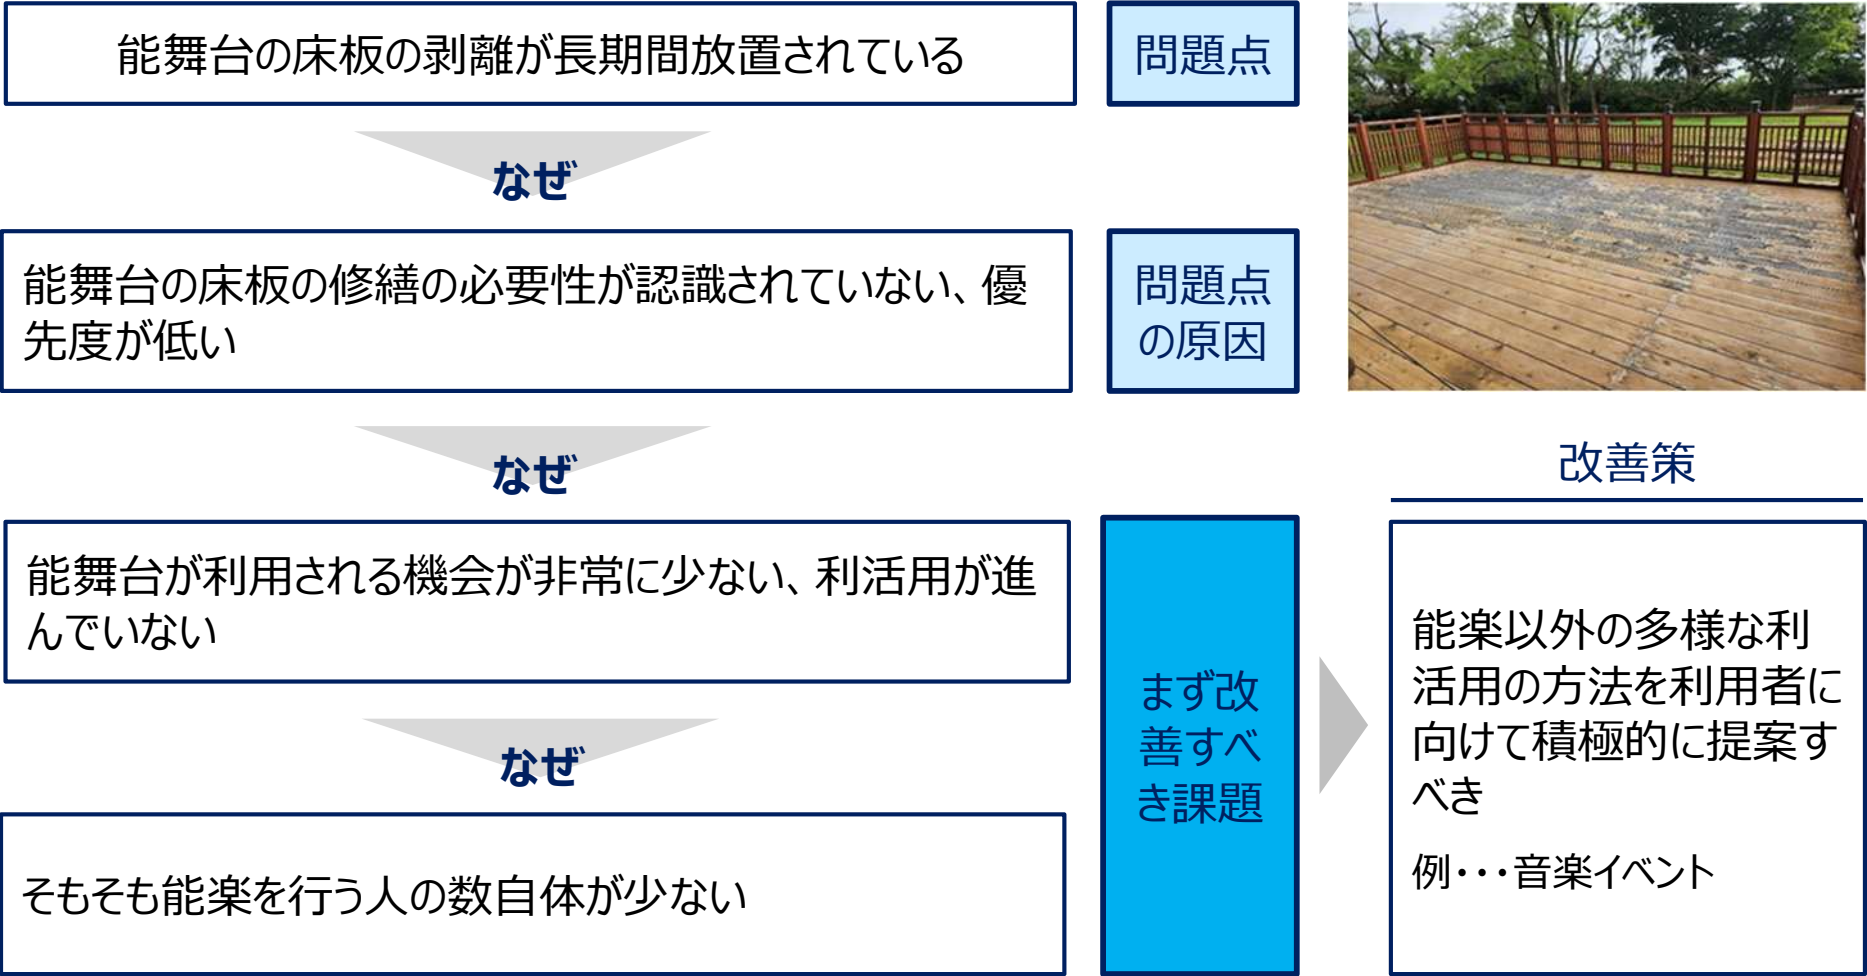 能舞台の床板の剥離が長期間放置されている
問題点
なぜ
能舞台の床板の修繕の必要性が認識されていない、優
先度が低い
問題点
の原因
なぜ
能舞台が利用される機会が非常に少ない、利活用が進
んでいない
なぜ
そもそも能楽を行う人の数自体が少ない
まず改
善すべ
き課題
改善策
能楽以外の多様な利
活用の方法を利用者に
向けて積極的に提案す
べき
例・・・音楽イベント